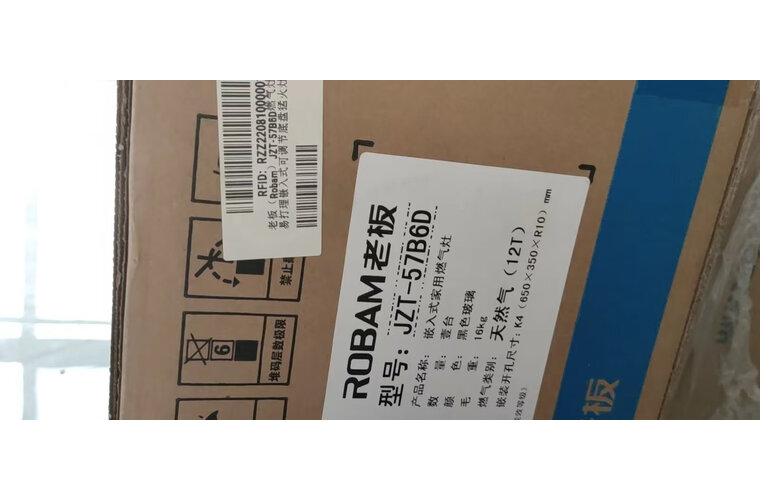 RFID: RZZ2208100000
老板（Robam）JZT-57B6D燃气灶
易打理嵌入式可调节底盘猛火灶
ROBAM老板
型号: JZT-57B6D
产品名称: 嵌入式家用燃气灶
数 量: 壹台
颜 色: 黑色玻璃
毛 重: 16kg
燃气类别: 天然气 (12T)
嵌装开孔尺寸: K4 (650×350×R10) mm
禁止
6
堆码层数极限
老板